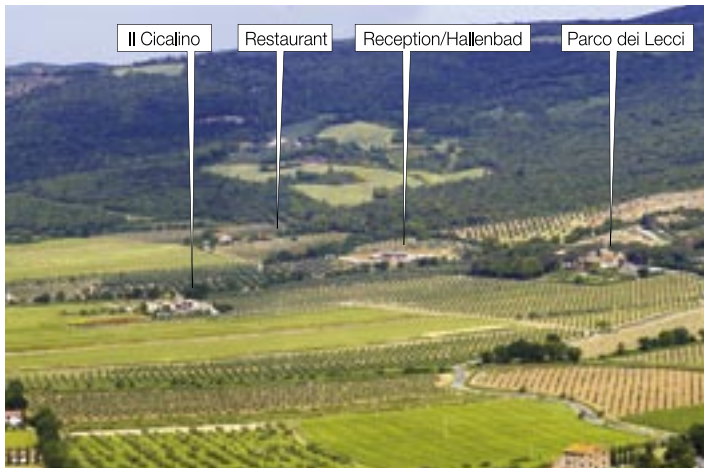 Il Cicalino
Restaurant
Reception/Hallenbad
Parco dei Lecci